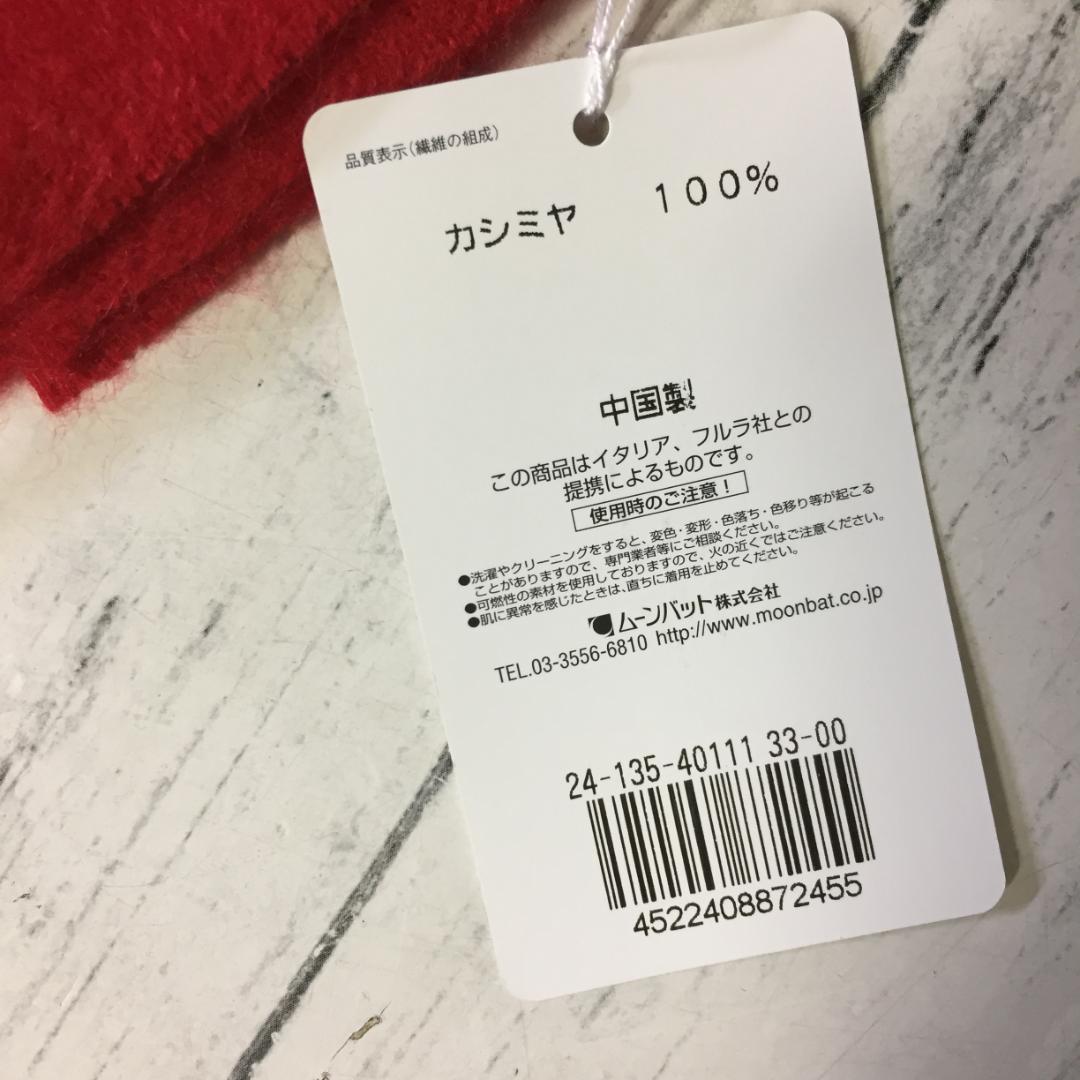 品質表示(繊維の組成)
カシミヤ 100%
中国製
この商品はイタリア、フルラ社との
提携によるものです。
使用時のご注意!
●洗濯やクリーニングをすると、変色・変形・色落ち・色移り等が起こる
ことがありますので、専門業者等にご相談ください。
●可燃性の素材を使用しておりますので、火の近くではご注意ください。
●肌に異常を感じたときは、直ちに着用を止めてください。
ムーンバット株式会社
TEL.03-3556-6810 http://www.moonbat.co.jp
24-135-40111 33-00
4522408872455